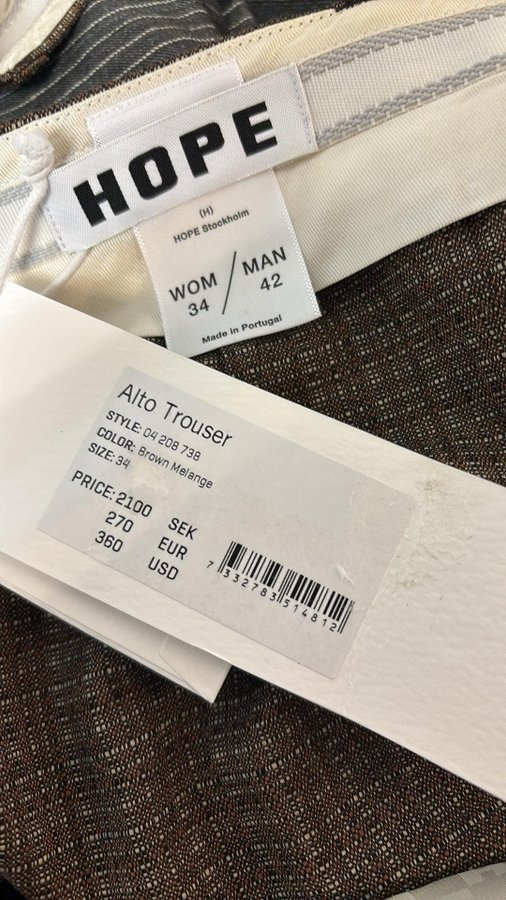 HOPE
(H)
HOPE Stockholm
WOM / MAN
34 42
Made in Portugal
Alto Trouser
STYLE: 04 208 738
COLOR: Brown Melange
SIZE: 34
PRICE: 2100 SEK
270 EUR
360 USD
7 332783 514812